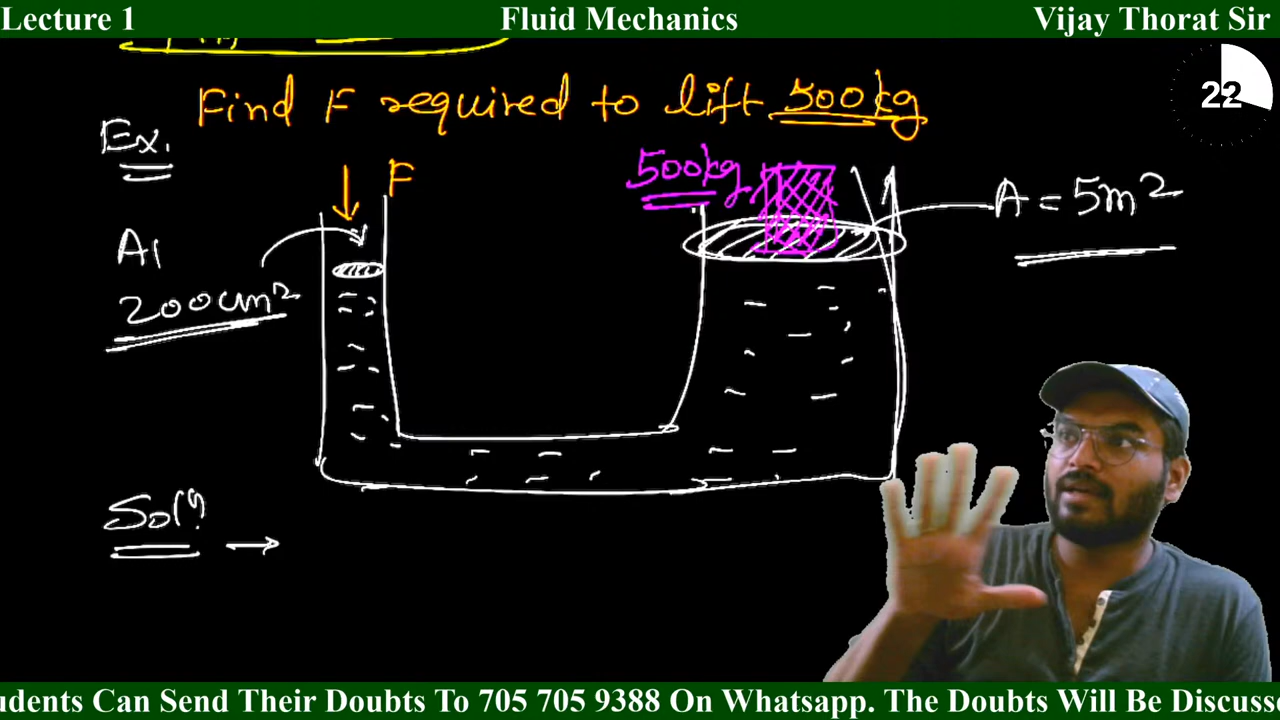 Lecture 1 Fluid Mechanics Vijay Thorat Sir
22
Find F required to lift 500kg
Ex.
F
500kg
A = 5m²
A1
200cm²
Sol?
udents Can Send Their Doubts To 705 705 9388 On Whatsapp. The Doubts Will Be Discusse